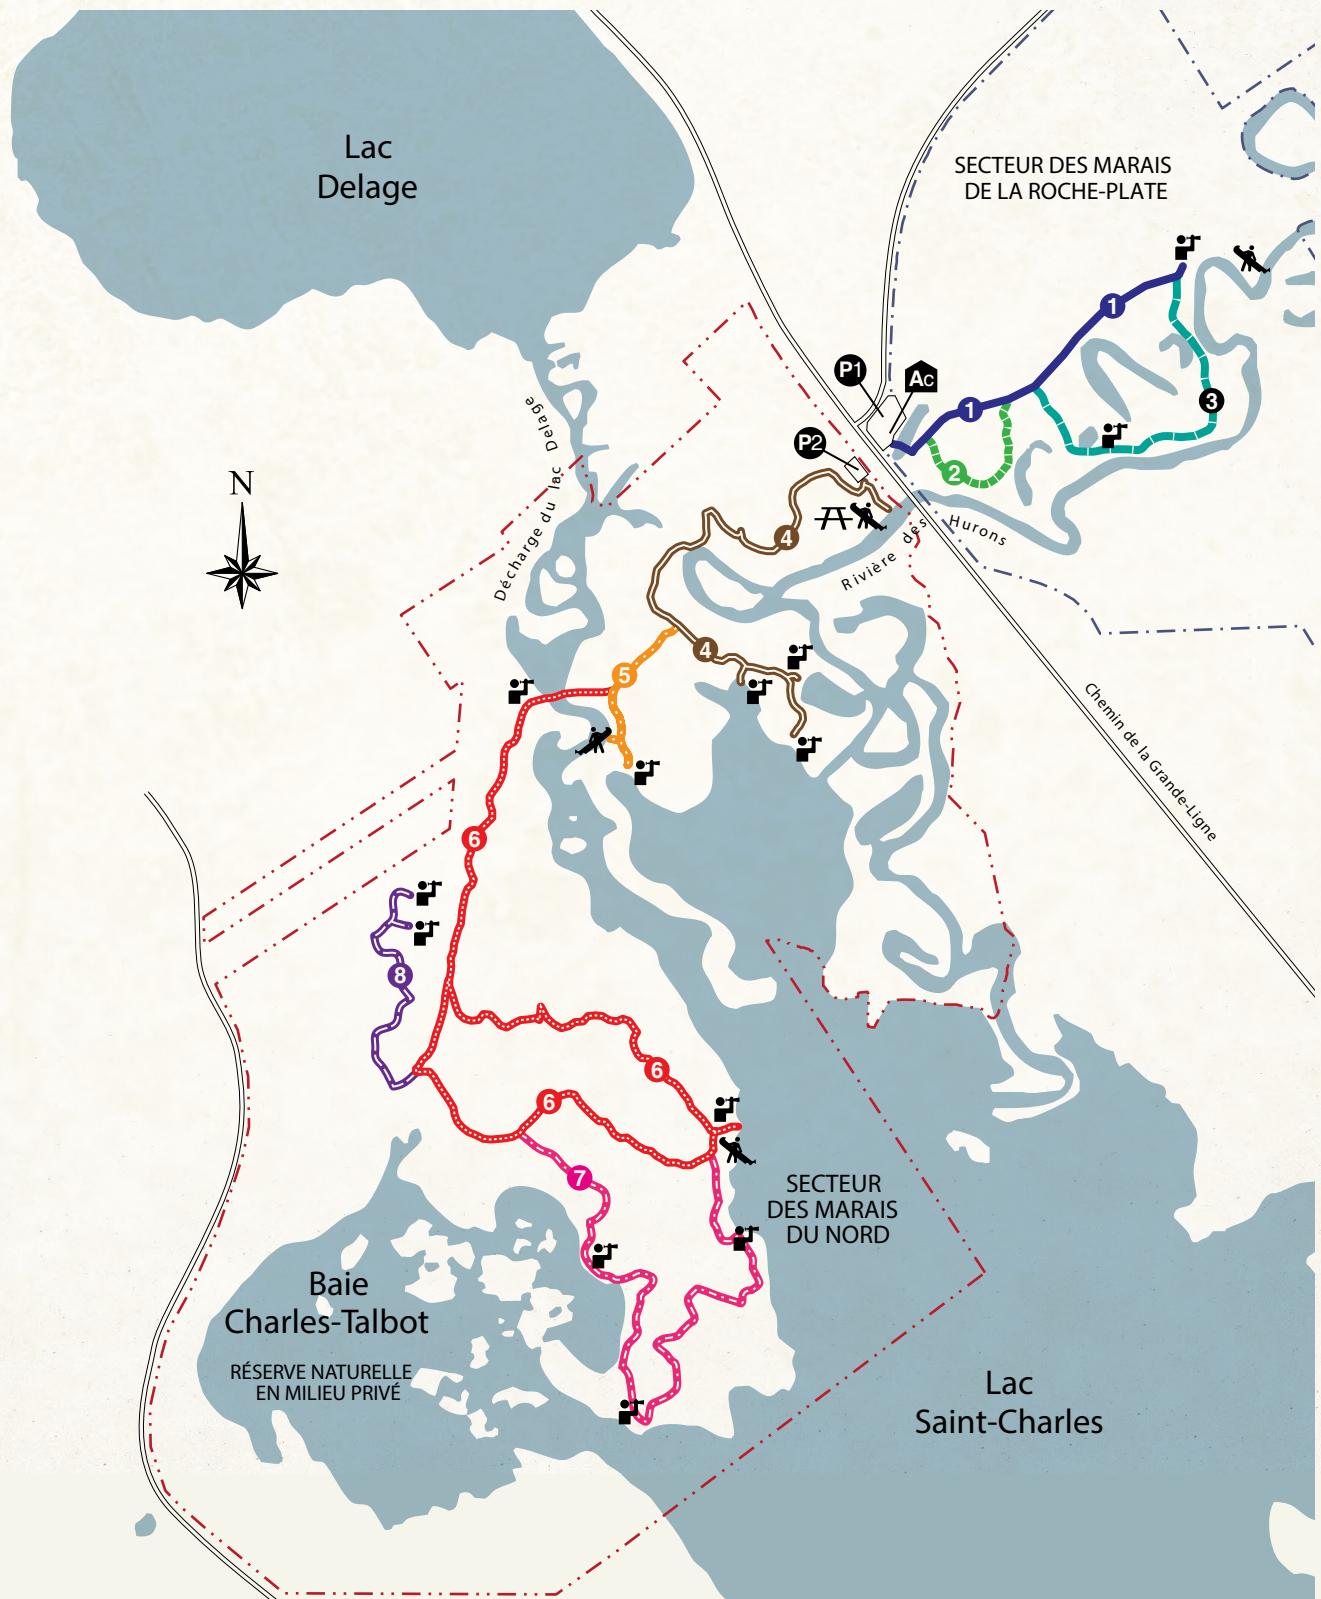 Lac
Delage
SECTEUR DES MARAIS
DE LA ROCHE-PLATE
1
P1
AC
3
1
P2
2
Décharge du lac Delage
N
4
Rivière des Hurons
4
5
Chemin de la Grande-Ligne
6
8
6
6
7
SECTEUR
DES MARAIS
DU NORD
Baie
Charles-Talbot
RÉSERVE NATURELLE
EN MILIEU PRIVÉ
Lac
Saint-Charles